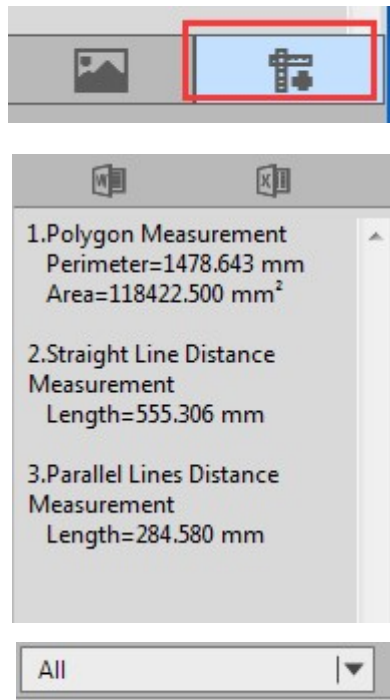 W
X
1.Polygon Measurement
Perimeter=1478.643 mm
Area=118422.500 mm²
2.Straight Line Distance
Measurement
Length=555.306 mm
3.Parallel Lines Distance
Measurement
Length=284.580 mm
All